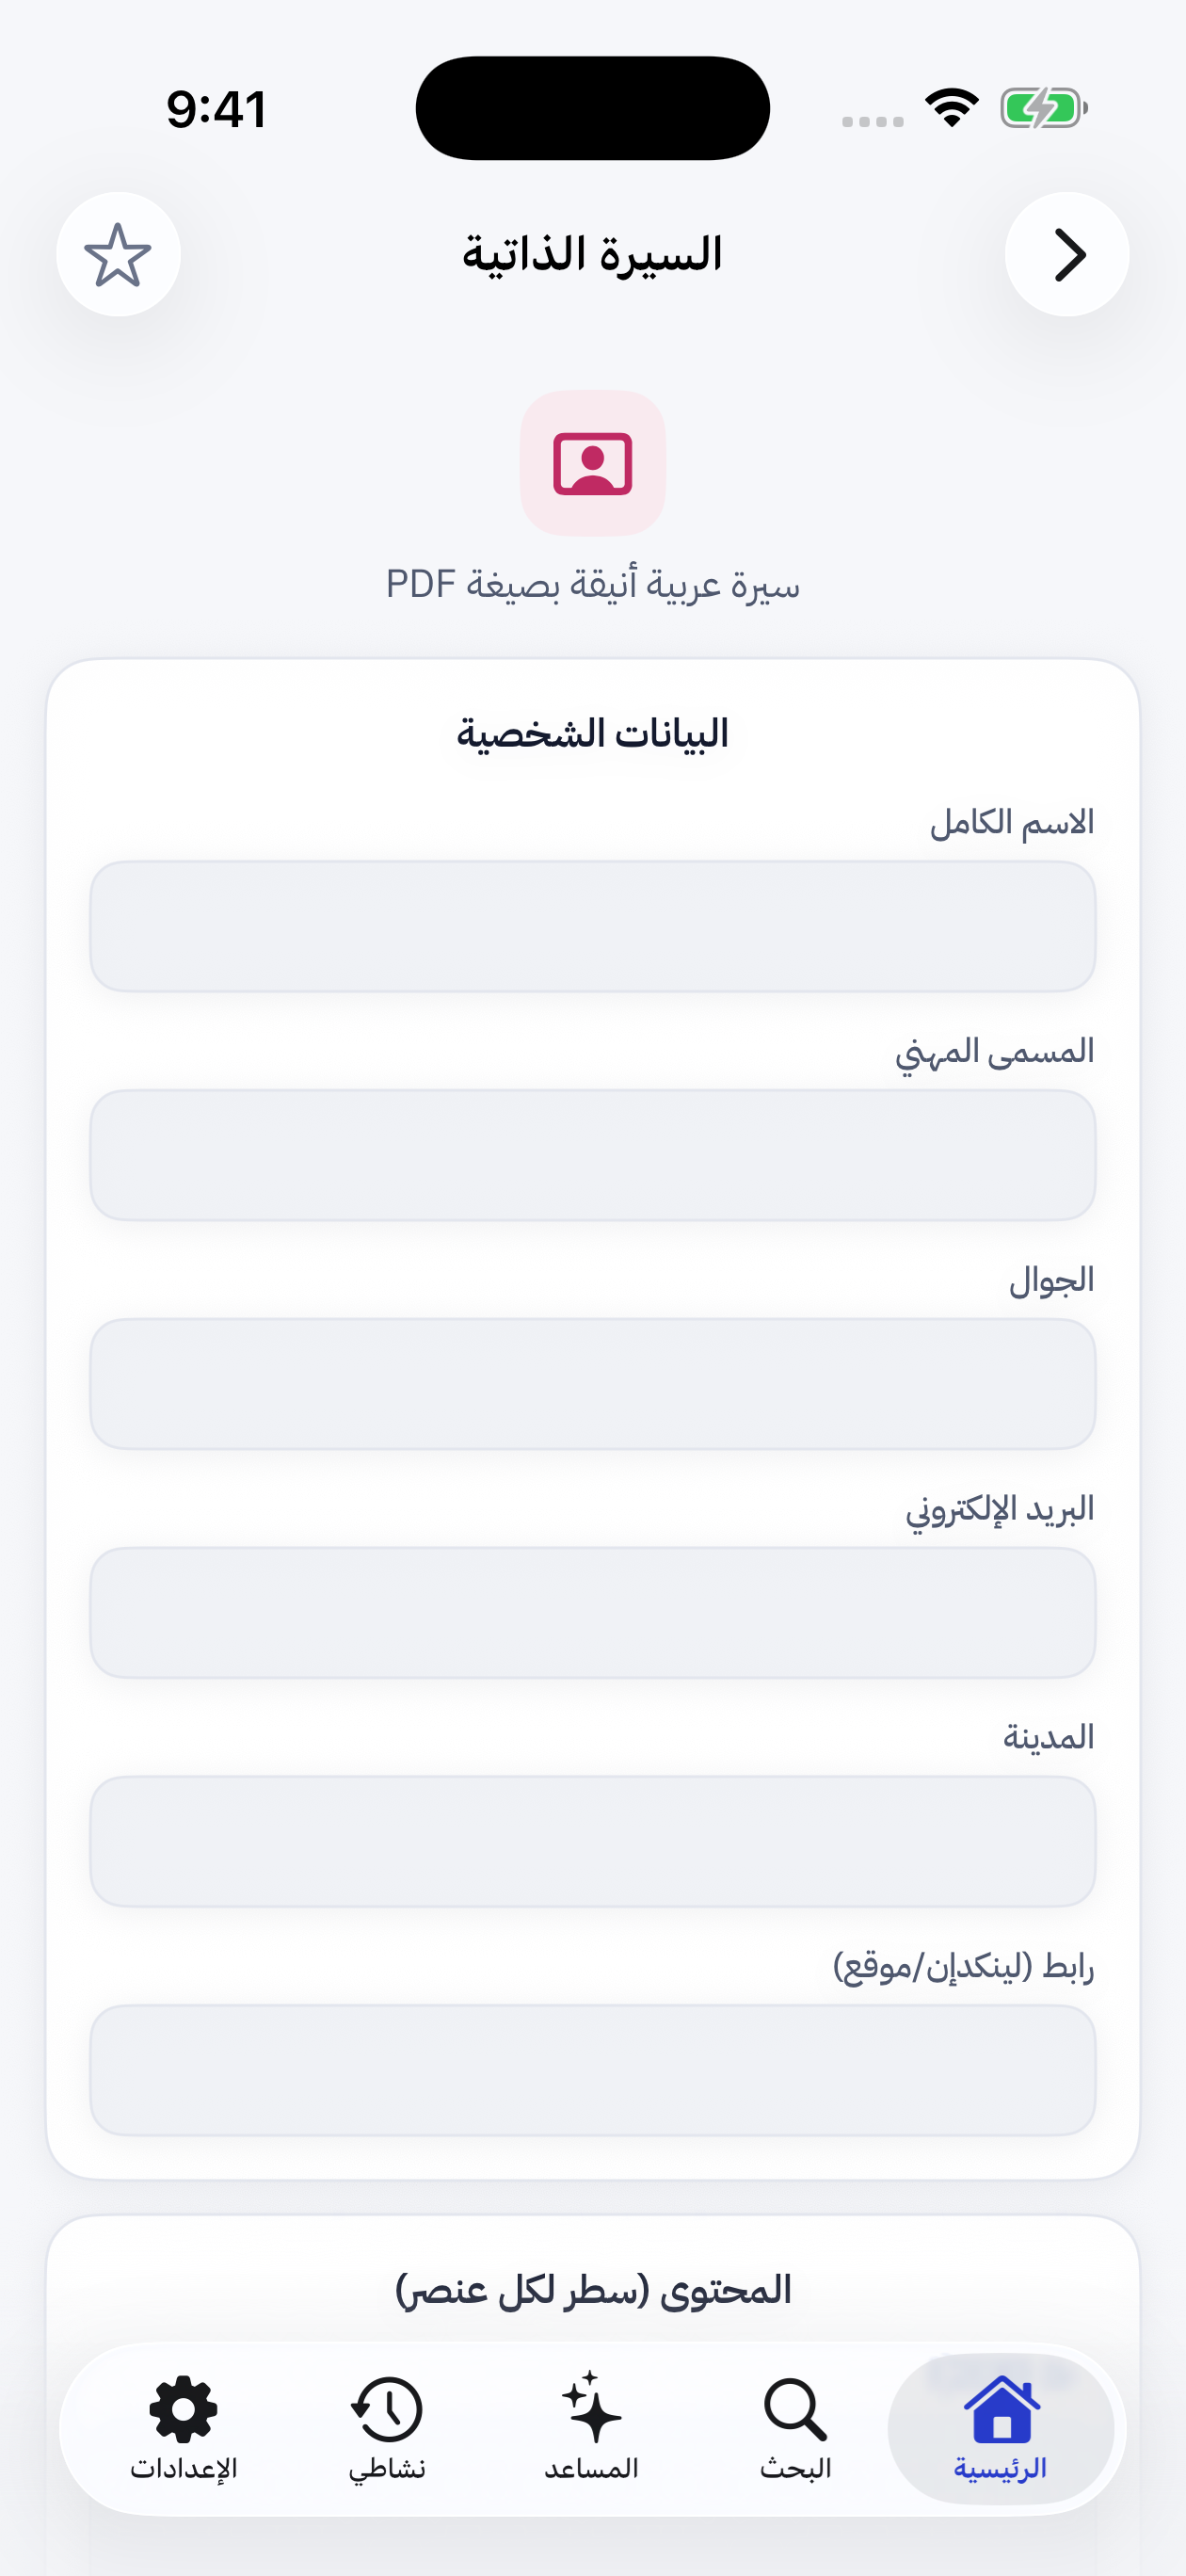 9:41
السيرة الذاتية
سيرة عربية أنيقة بصيغة PDF
البيانات الشخصية
الاسم الكامل
المسمى المهني
الجوال
البريد الإلكتروني
المدينة
رابط (لينكدإن/موقع)
المحتوى (سطر لكل عنصر)
الرئيسية
البحث
المساعد
نشاطي
الإعدادات